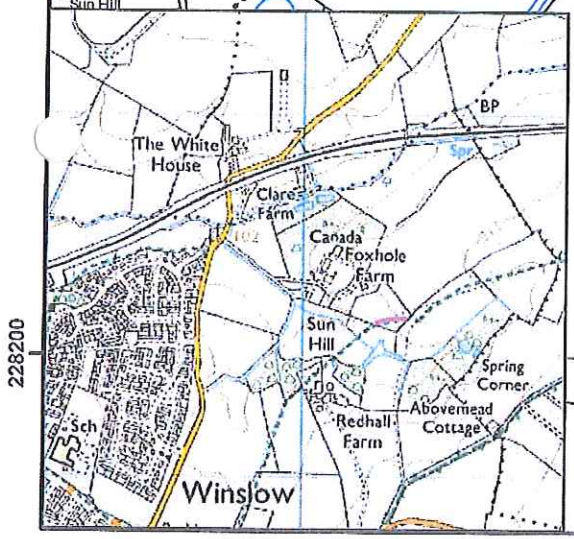 Sun Hill
BP
The White
House
Spr
Clare
Farm
102
Canada
Foxhole
Farm
228200
Sun
Hill
Spring
Corner
Sch
Redhall
Farm
Abovemead
Cottage
Winslow